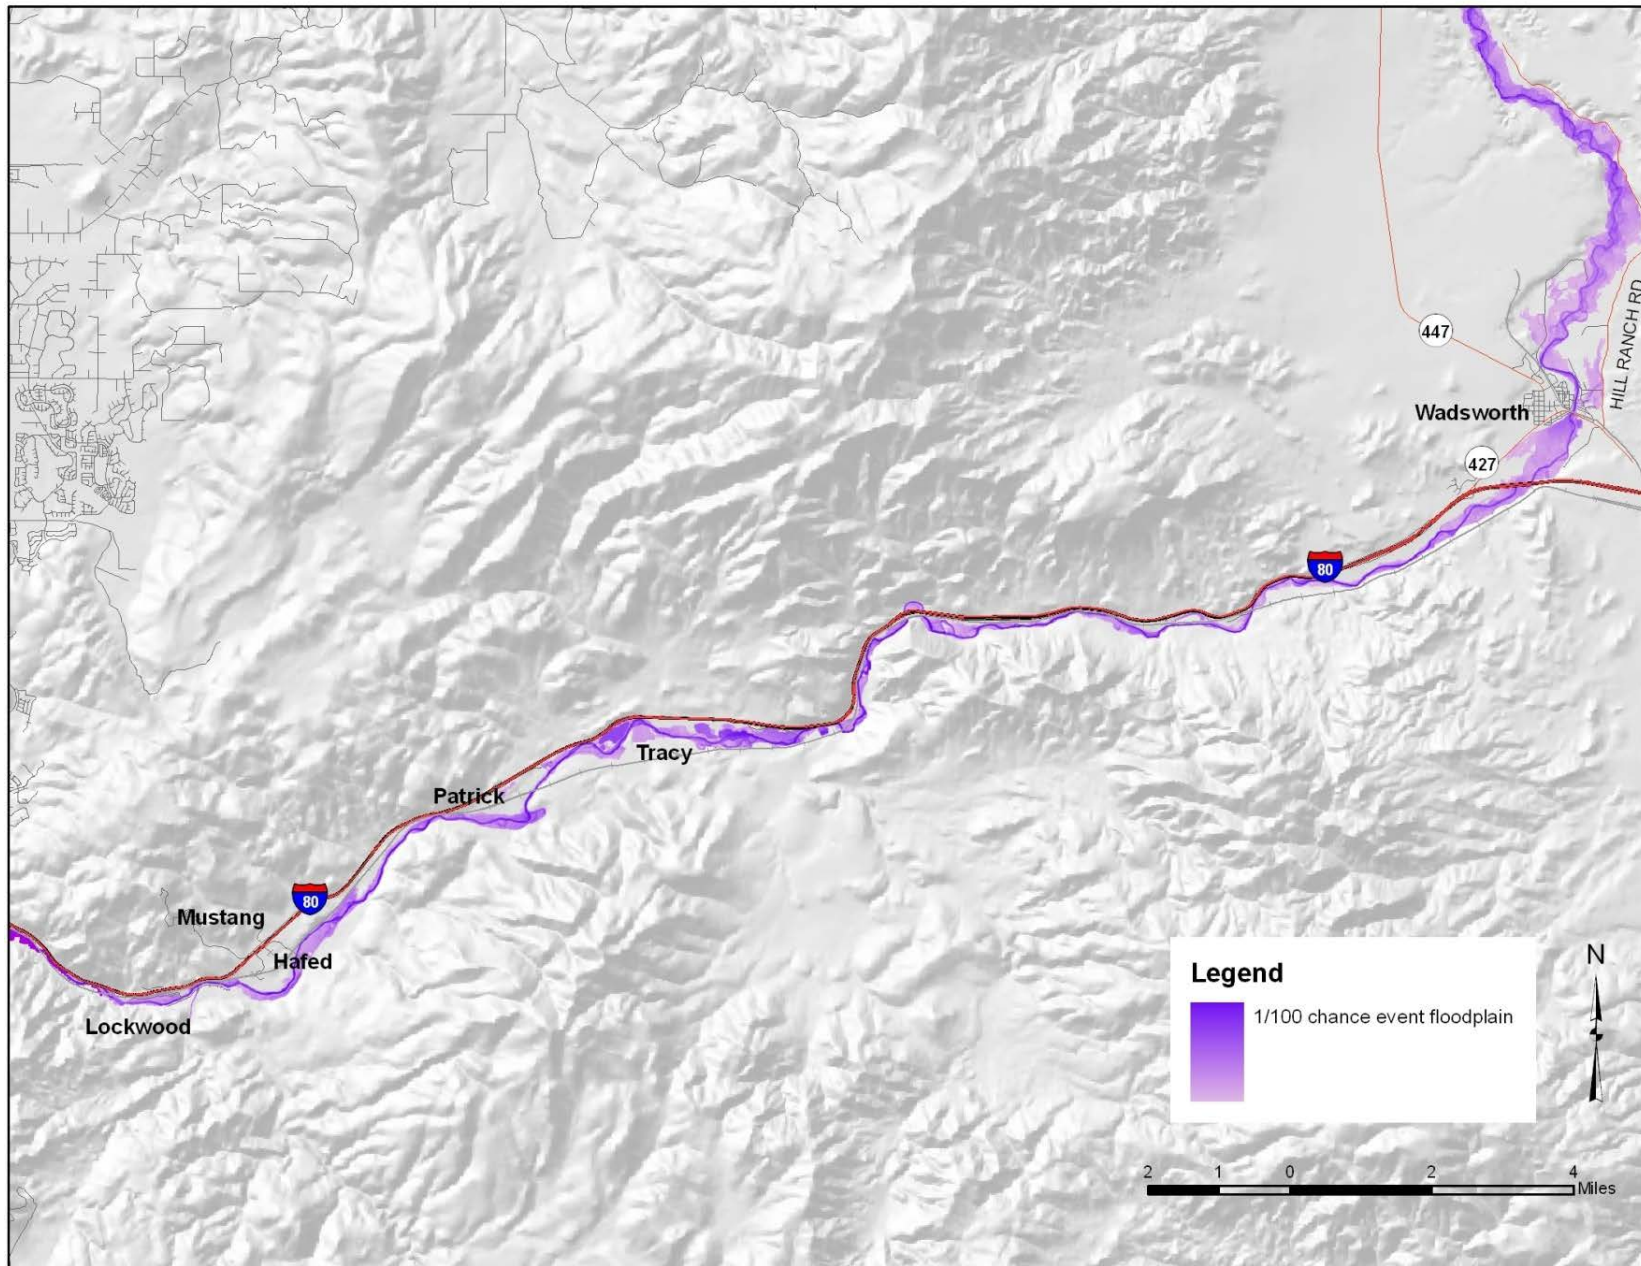 447
HILL RANCH RD
Wadsworth
427
80
Tracy
Patrick
80
Mustang
Hafed
Lockwood
Legend
1/100 chance event floodplain
N
2 1 0 2 4
Miles